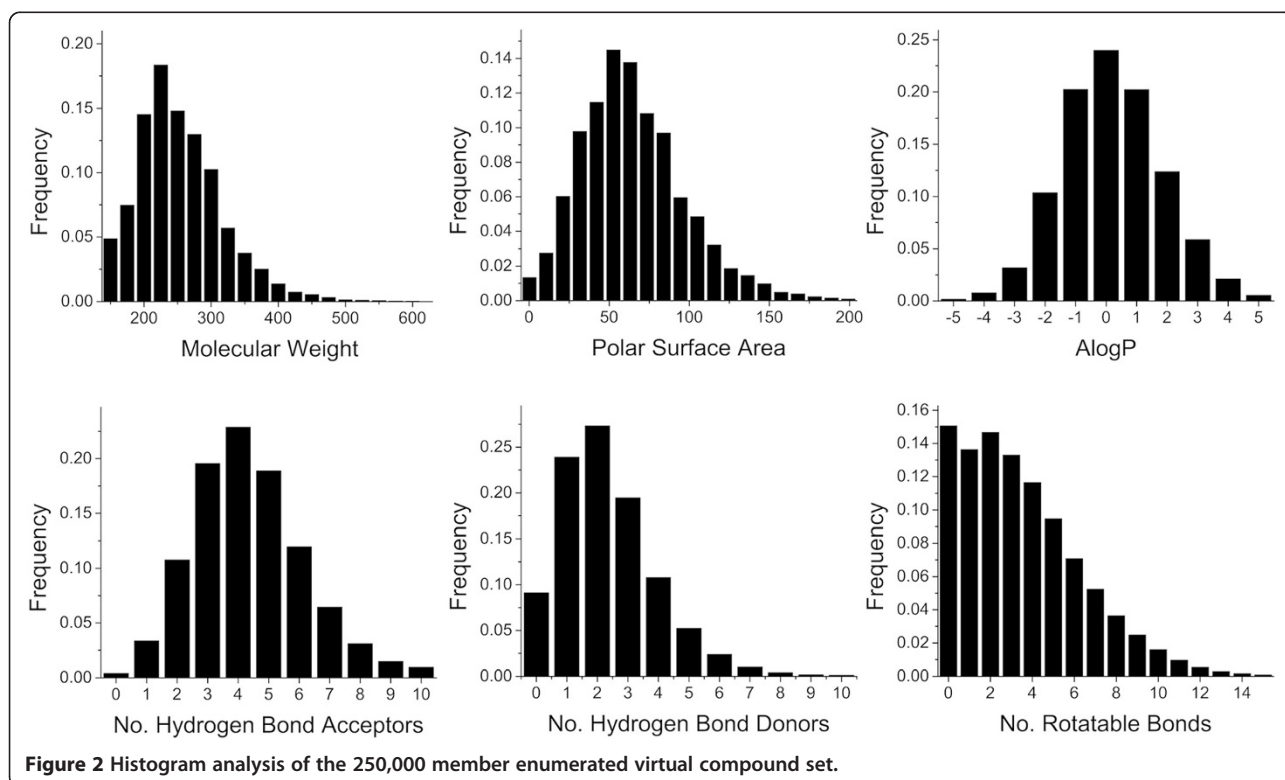 0.20
0.15
0.10
0.05
0.00
Frequency
200 300 400 500 600
Molecular Weight
0.14
0.12
0.10
0.08
0.06
0.04
0.02
0.00
Frequency
0 50 100 150 200
Polar Surface Area
0.25
0.20
0.15
0.10
0.05
0.00
Frequency
-5 -4 -3 -2 -1 0 1 2 3 4 5
AlogP
0.20
0.15
0.10
0.05
0.00
Frequency
0 1 2 3 4 5 6 7 8 9 10
No. Hydrogen Bond Acceptors
0.25
0.20
0.15
0.10
0.05
0.00
Frequency
0 1 2 3 4 5 6 7 8 9 10
No. Hydrogen Bond Donors
0.16
0.14
0.12
0.10
0.08
0.06
0.04
0.02
0.00
Frequency
0 2 4 6 8 10 12 14
No. Rotatable Bonds
Figure 2 Histogram analysis of the 250,000 member enumerated virtual compound set.